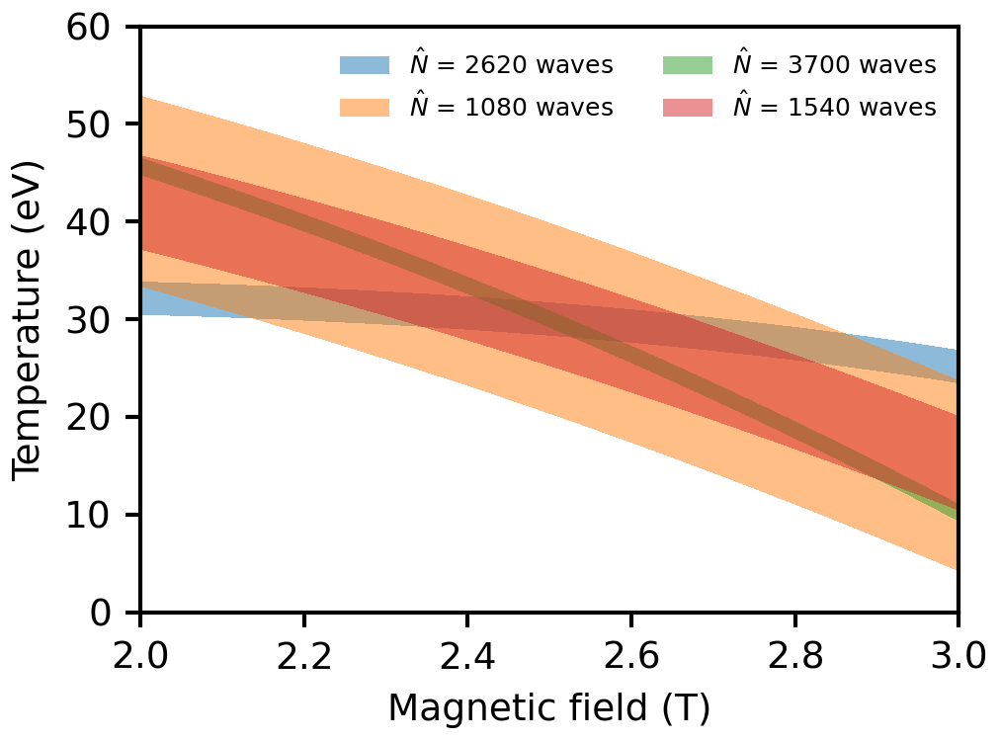 60
50
40
30
20
10
0
Temperature (eV)
N̂ = 2620 waves
N̂ = 1080 waves
N̂ = 3700 waves
N̂ = 1540 waves
2.0 2.2 2.4 2.6 2.8 3.0
Magnetic field (T)